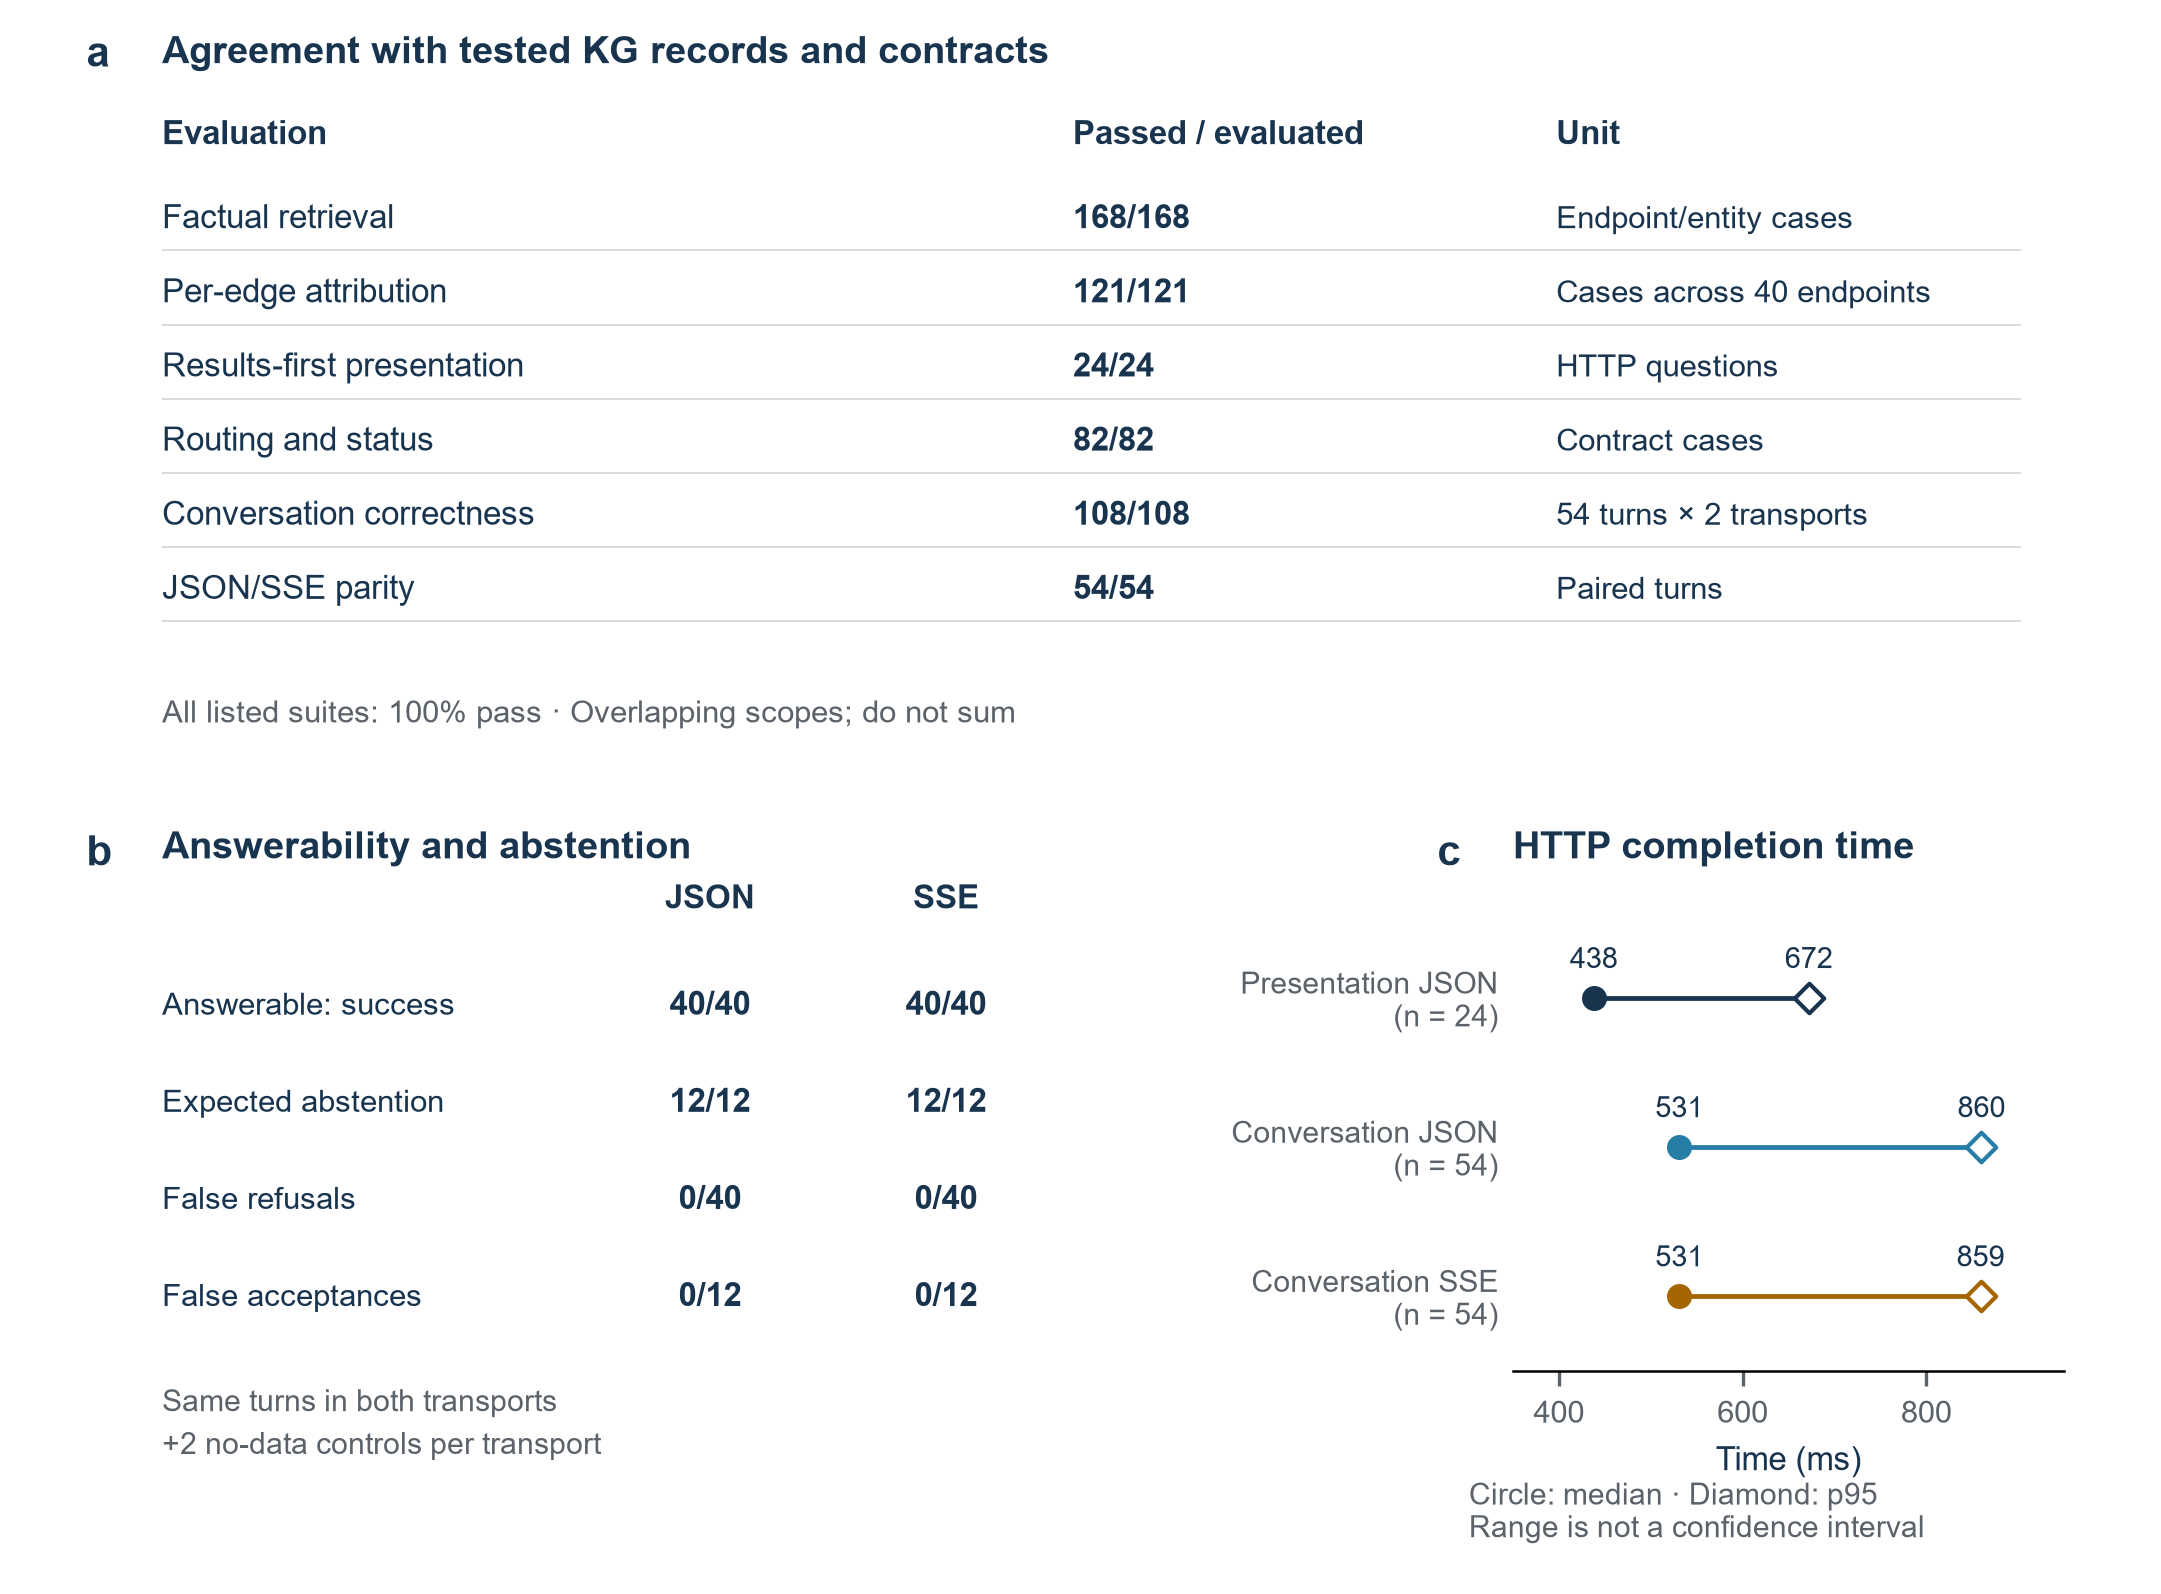 a Agreement with tested KG records and contracts
Evaluation Passed / evaluated Unit
Factual retrieval 168/168 Endpoint/entity cases
Per-edge attribution 121/121 Cases across 40 endpoints
Results-first presentation 24/24 HTTP questions
Routing and status 82/82 Contract cases
Conversation correctness 108/108 54 turns × 2 transports
JSON/SSE parity 54/54 Paired turns
All listed suites: 100% pass · Overlapping scopes; do not sum
b Answerability and abstention
JSON SSE
Answerable: success 40/40 40/40
Expected abstention 12/12 12/12
False refusals 0/40 0/40
False acceptances 0/12 0/12
Same turns in both transports
+2 no-data controls per transport
c HTTP completion time
438 672
Presentation JSON
(n = 24)
531 860
Conversation JSON
(n = 54)
531 859
Conversation SSE
(n = 54)
400 600 800
Time (ms)
Circle: median · Diamond: p95
Range is not a confidence interval